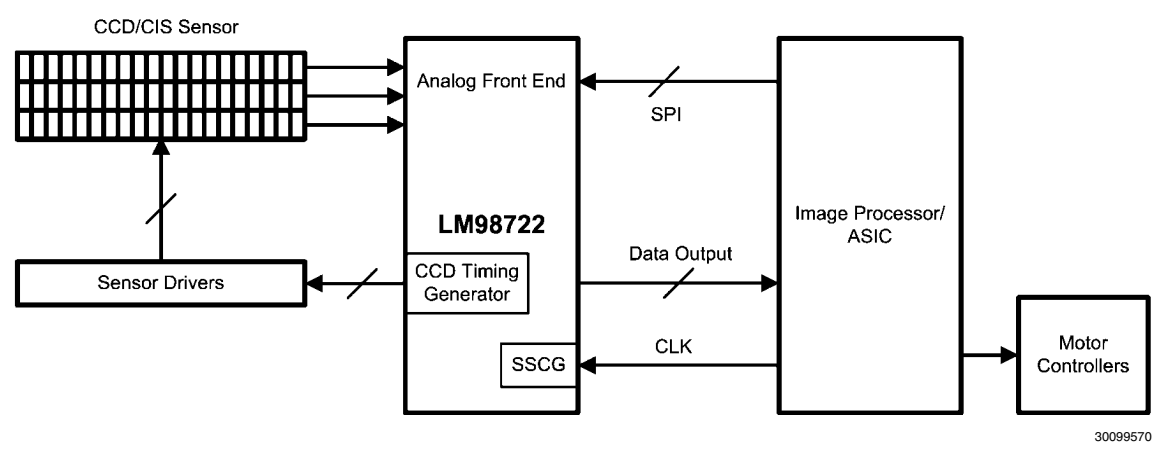 CCD/CIS Sensor
Analog Front End
SPI
LM98722
Image Processor/
ASIC
Data Output
CCD Timing
Generator
Sensor Drivers
CLK
SSCG
Motor
Controllers
30099570